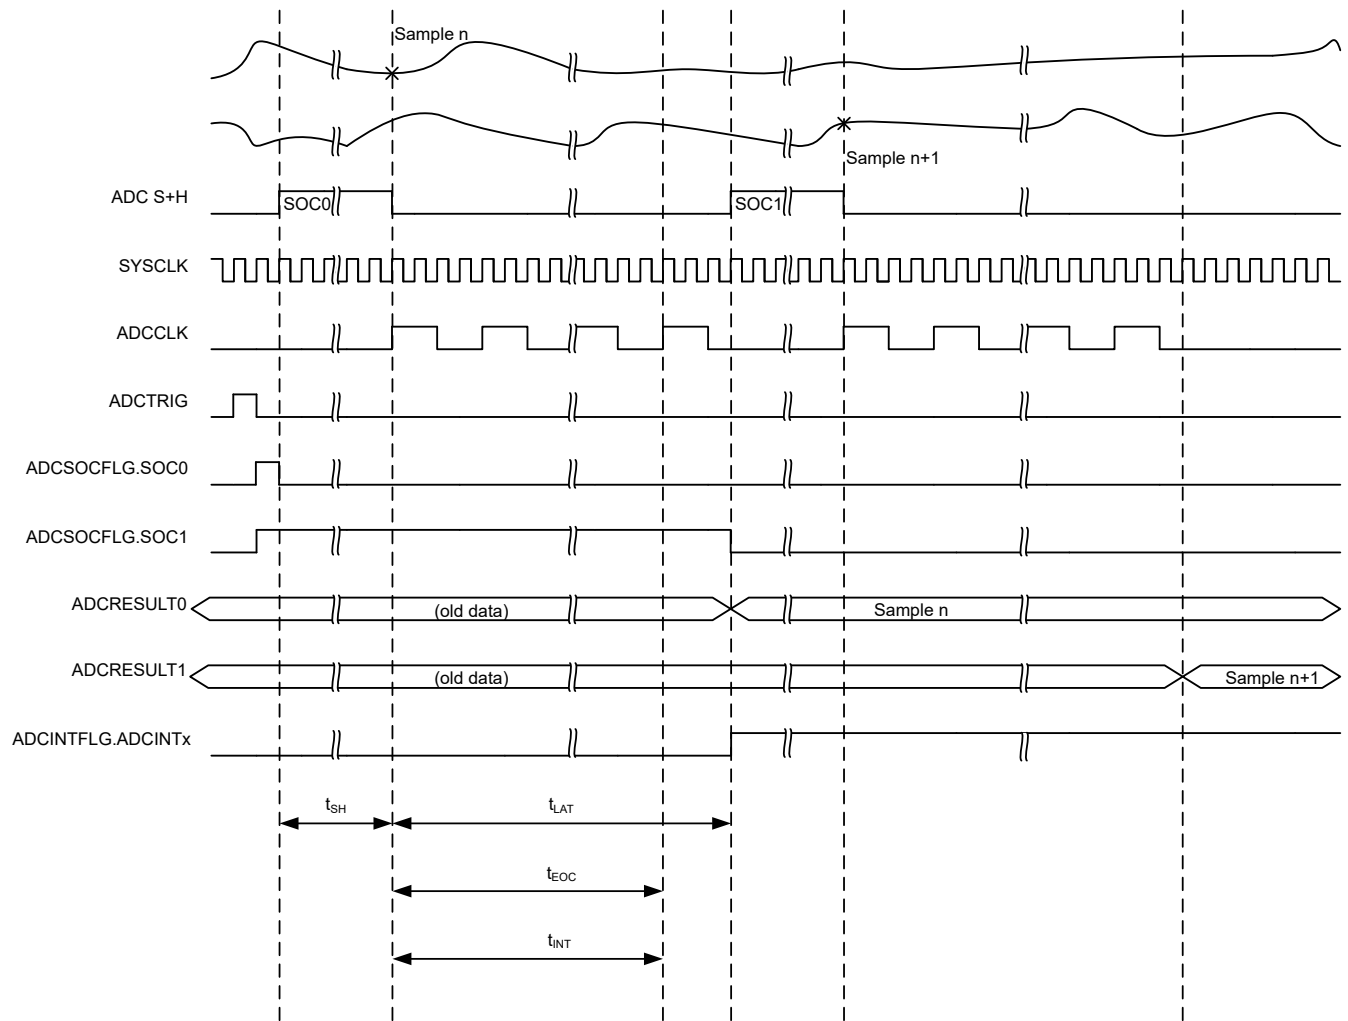 Sample n
Sample n+1
ADC S+H
SOC0
SOC1
SYSCLK
ADCCLK
ADCTRIG
ADCSOCFLG.SOC0
ADCSOCFLG.SOC1
ADCRESULT0
(old data)
Sample n
ADCRESULT1
(old data)
Sample n+1
ADCINTFLG.ADCINTx
tSH
tLAT
tEOC
tINT